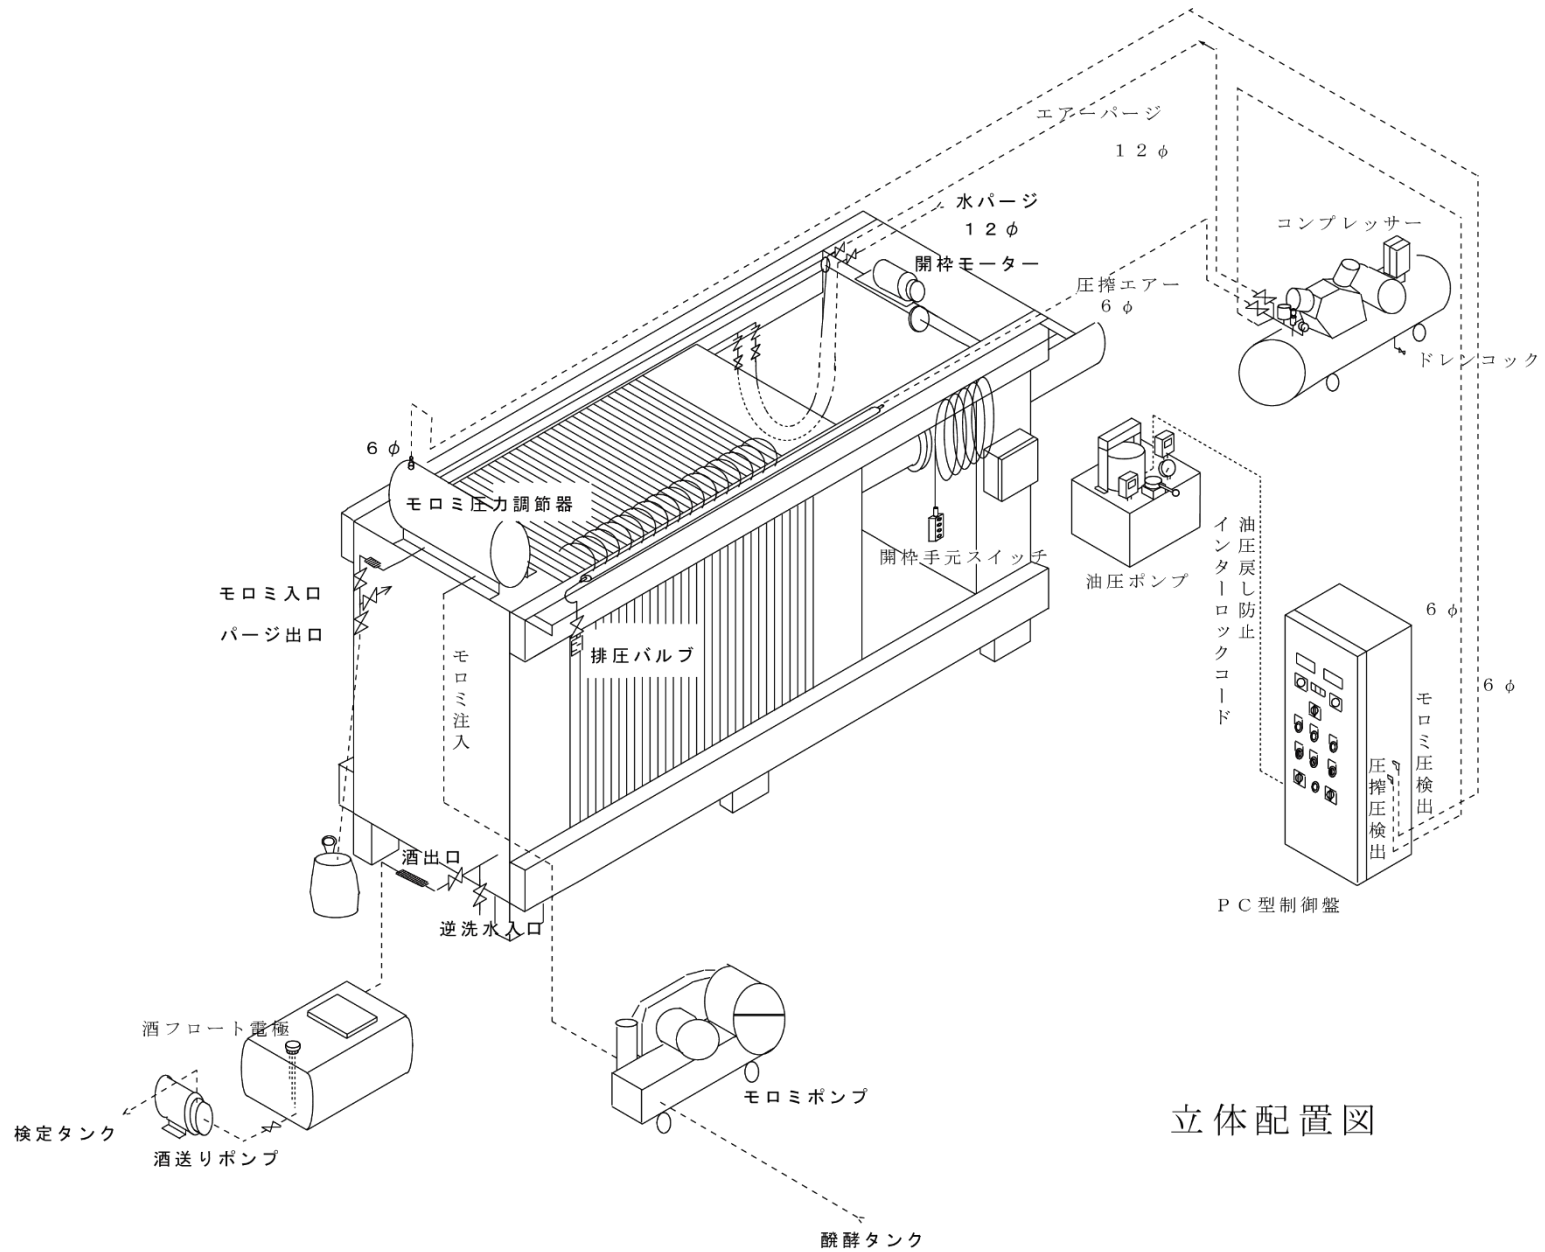 エアーパージ
１２φ
水パージ
１２φ
開枠モーター
コンプレッサー
圧搾エアー
６φ
ドレンコック
６φ
モロミ圧力調節器
開枠手元スイッチ
油圧ポンプ
油圧戻し防止
インターロックコード
モロミ入口
パージ出口
排圧バルブ
モロミ注入
６φ
６φ
モロミ圧検出
圧搾圧検出
酒出口
逆洗水入口
ＰＣ型制御盤
酒フロート電極
モロミポンプ
検定タンク
酒送りポンプ
立体配置図
醗酵タンク